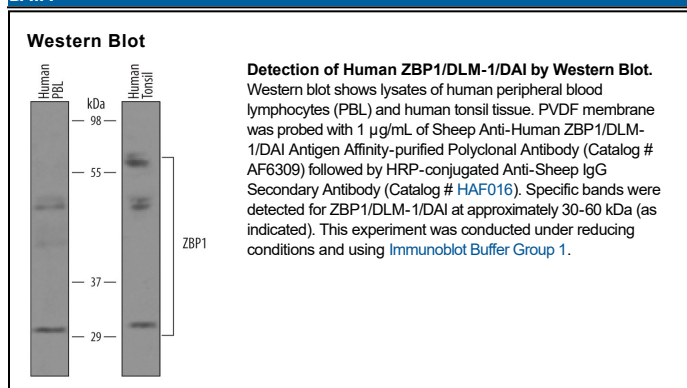 Western Blot
Human
PBL
Human
Tonsil
kDa
98
55
37
29
ZBP1
Detection of Human ZBP1/DLM-1/DAI by Western Blot.
Western blot shows lysates of human peripheral blood
lymphocytes (PBL) and human tonsil tissue. PVDF membrane
was probed with 1 µg/mL of Sheep Anti-Human ZBP1/DLM-
1/DAI Antigen Affinity-purified Polyclonal Antibody (Catalog #
AF6309) followed by HRP-conjugated Anti-Sheep IgG
Secondary Antibody (Catalog # HAF016). Specific bands were
detected for ZBP1/DLM-1/DAI at approximately 30-60 kDa (as
indicated). This experiment was conducted under reducing
conditions and using Immunoblot Buffer Group 1.